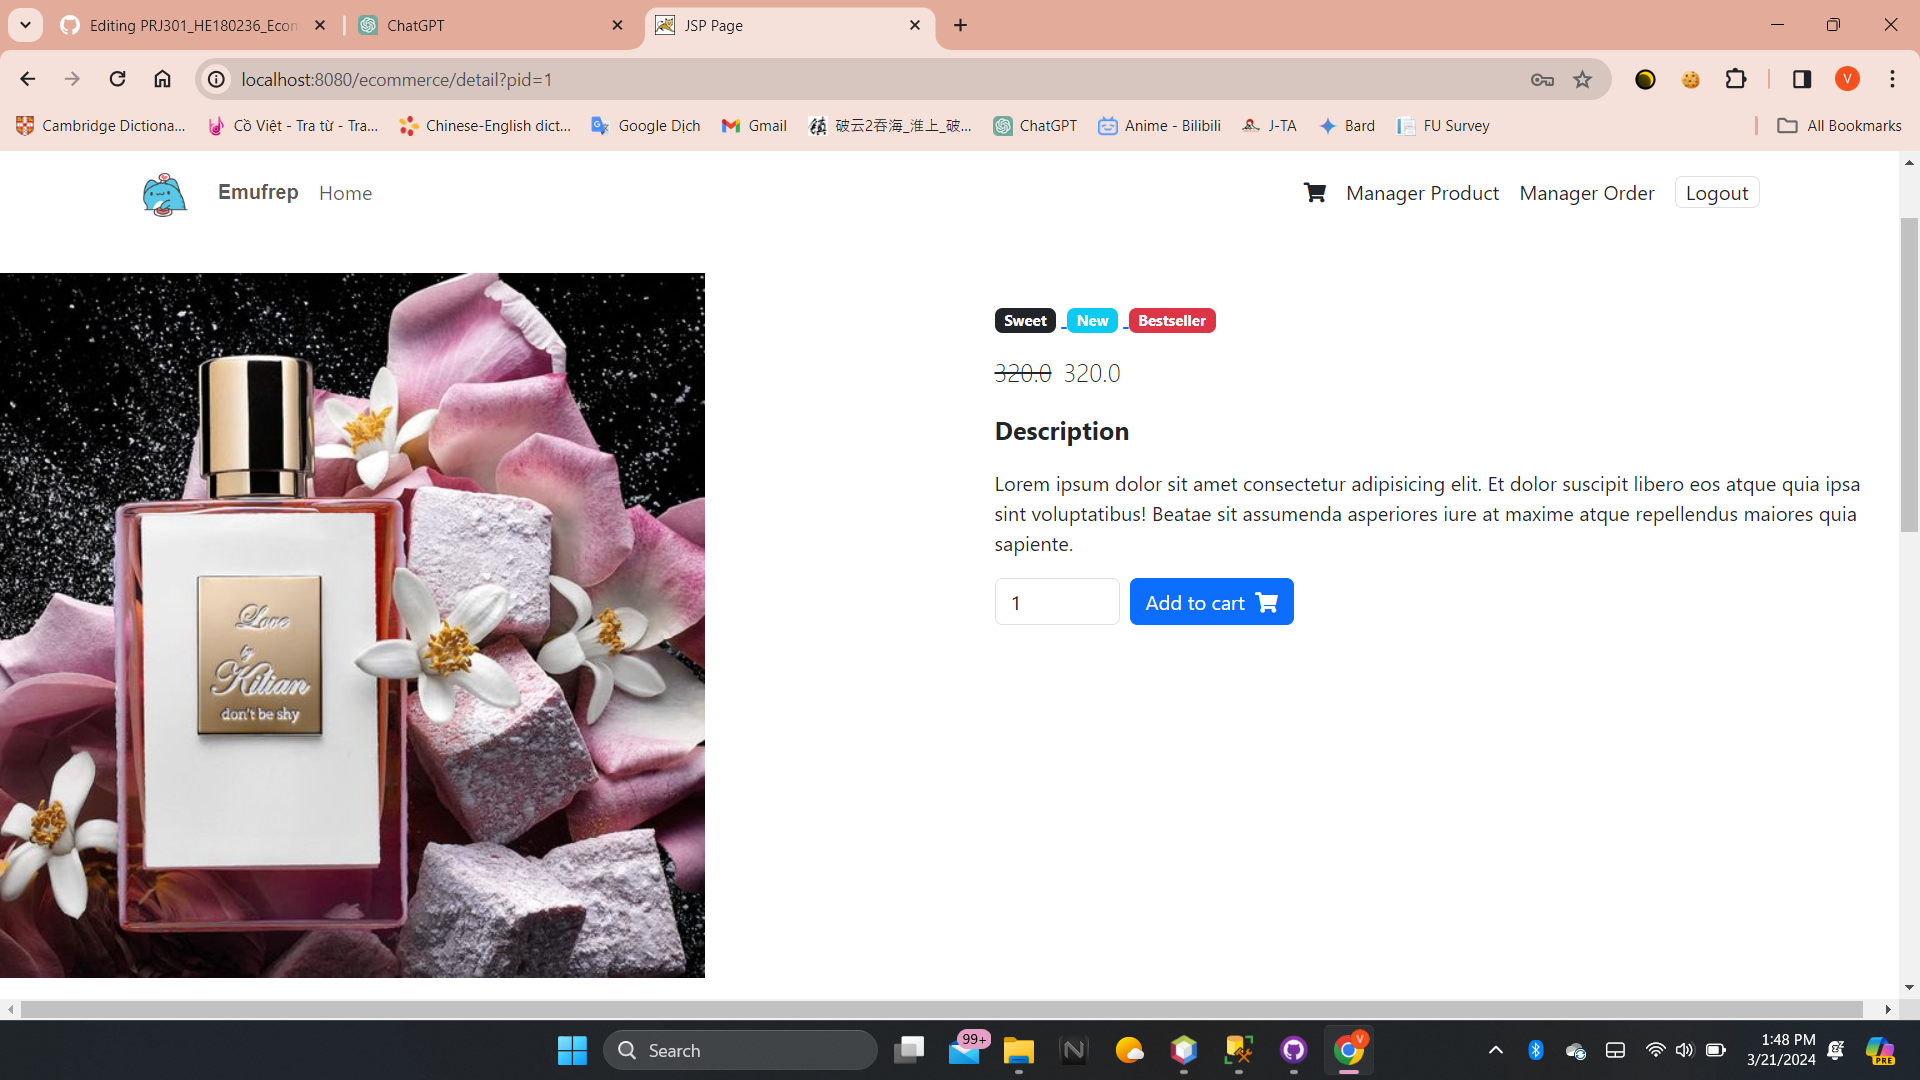 Editing PRJ301_HE180236_Econ
ChatGPT
JSP Page
localhost:8080/ecommerce/detail?pid=1
V
Cambridge Dictiona...
Cồ Việt - Tra từ - Tra...
Chinese-English dict...
Google Dịch
Gmail
破云2吞海_淮上_破...
ChatGPT
Anime - Bilibili
J-TA
Bard
FU Survey
All Bookmarks
Emufrep
Home
Manager Product
Manager Order
Logout
Sweet
New
Bestseller
320.0 320.0
Description
Lorem ipsum dolor sit amet consectetur adipisicing elit. Et dolor suscipit libero eos atque quia ipsa
sint voluptatibus! Beatae sit assumenda asperiores iure at maxime atque repellendus maiores quia
sapiente.
1
Add to cart
Love
by
Kilian
don't be shy
Search
99+
V
1:48 PM
3/21/2024
PRE